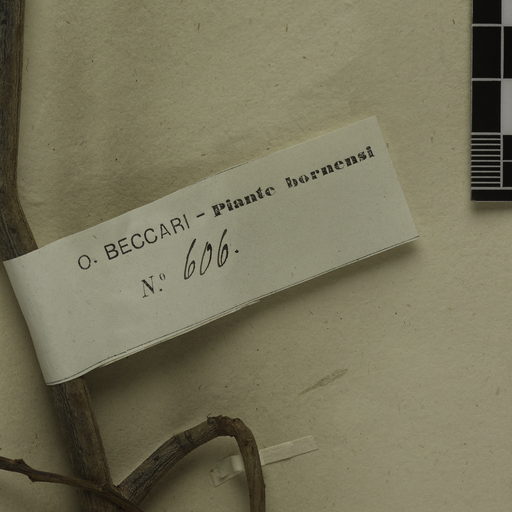 O. BECCARI – Piante bornensi
N.º 606.